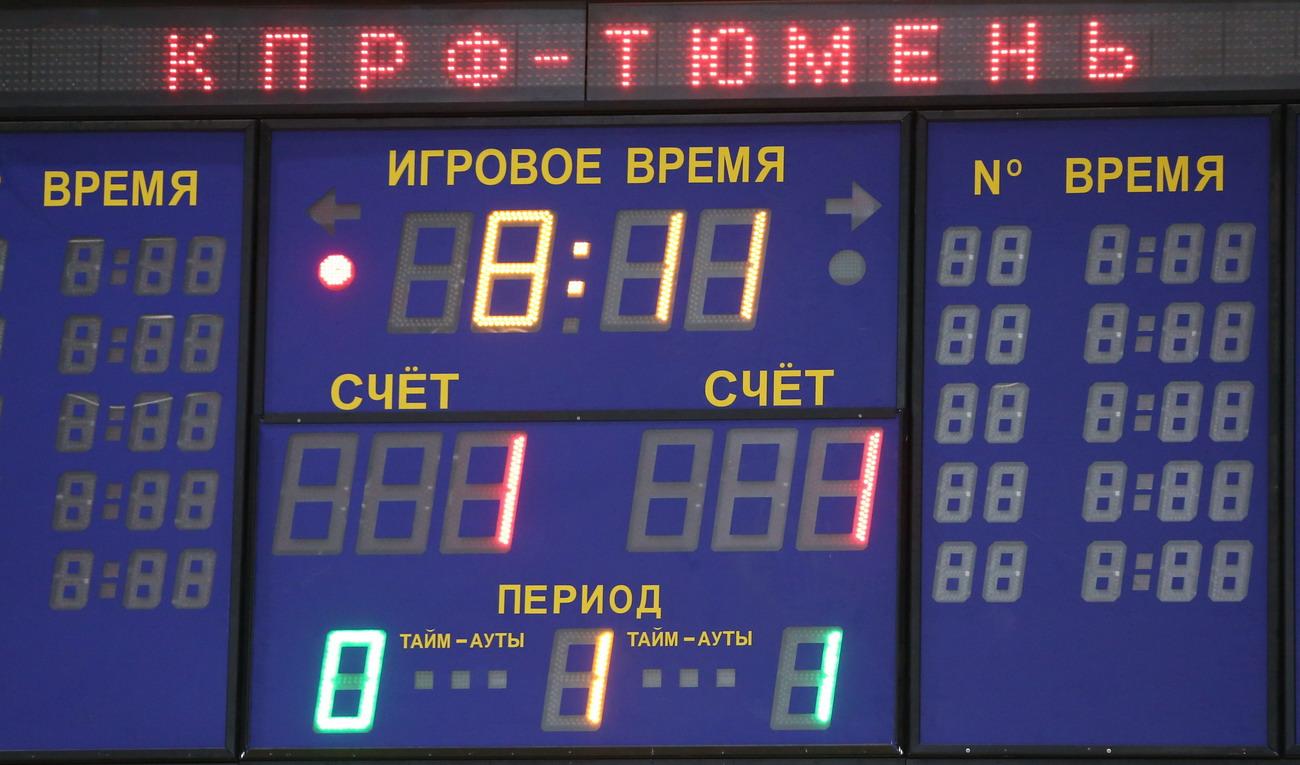 КПРФ-ТЮМЕНЬ
ИГРОВОЕ ВРЕМЯ
ВРЕМЯ
Nº ВРЕМЯ
8:11
СЧЁТ СЧЁТ
1 1
ПЕРИОД
ТАЙМ-АУТЫ ТАЙМ-АУТЫ
0 1 1